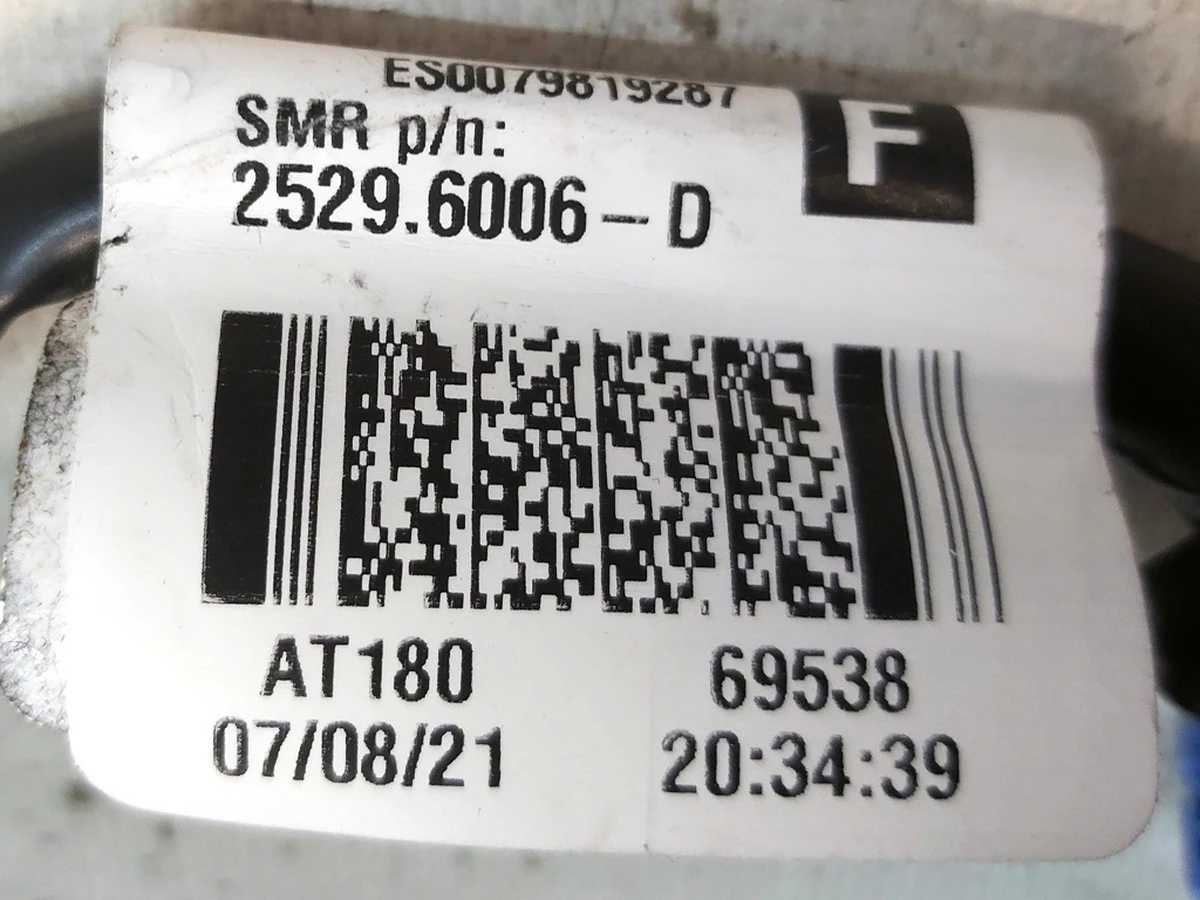 ES0079819287
SMR p/n:
F
2529.6006-D
AT180
69538
07/08/21
20:34:39